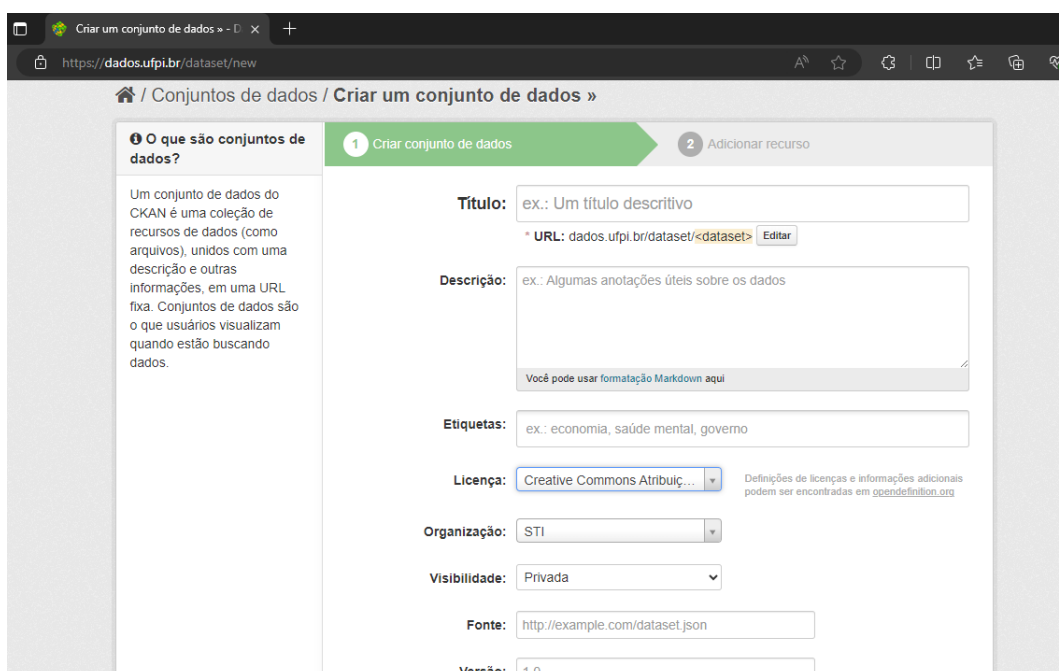 Criar um conjunto de dados » - D
https://dados.ufpi.br/dataset/new
/ Conjuntos de dados / Criar um conjunto de dados »
O que são conjuntos de
dados?
Um conjunto de dados do
CKAN é uma coleção de
recursos de dados (como
arquivos), unidos com uma
descrição e outras
informações, em uma URL
fixa. Conjuntos de dados são
o que usuários visualizam
quando estão buscando
dados.
1 Criar conjunto de dados
2 Adicionar recurso
Título: ex.: Um título descritivo
* URL: dados.ufpi.br/dataset/<dataset> Editar
Descrição: ex.: Algumas anotações úteis sobre os dados
Você pode usar formatação Markdown aqui
Etiquetas: ex.: economia, saúde mental, governo
Licença: Creative Commons Atribuiç...
Definições de licenças e informações adicionais
podem ser encontradas em opendefinition.org
Organização: STI
Visibilidade: Privada
Fonte: http://example.com/dataset.json
Versão: 1.0